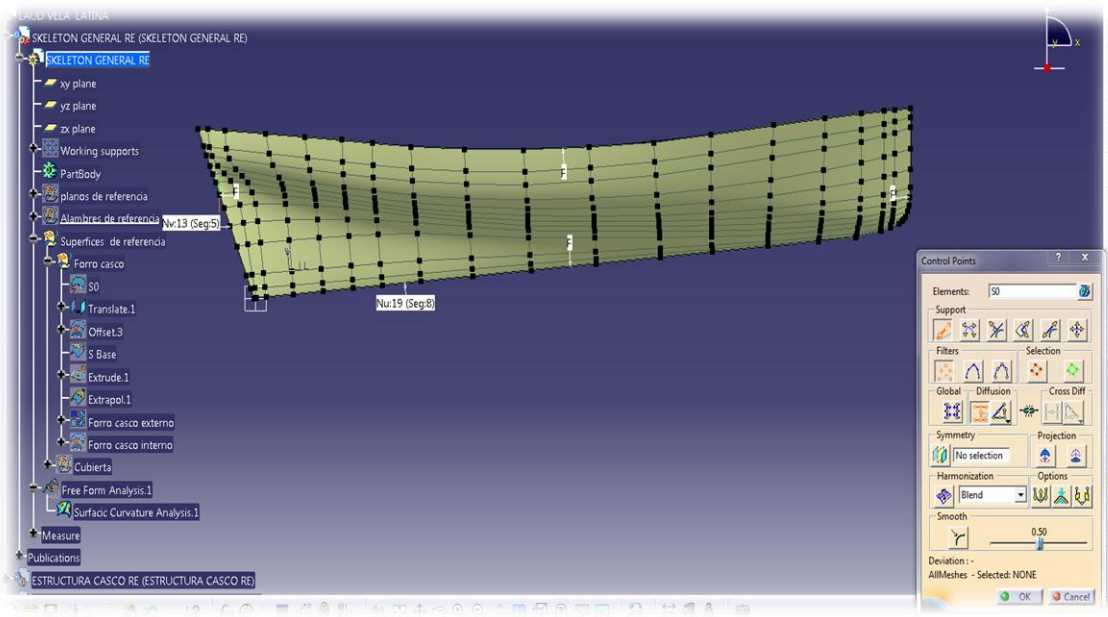 LAUD VELA LATINA
SKELETON GENERAL RE (SKELETON GENERAL RE)
SKELETON GENERAL RE
xy plane
yz plane
zx plane
Working supports
PartBody
planos de referencia
Alambres de referencia
Superfices de referencia
Forro casco
S0
Translate.1
Offset.3
S Base
Extrude.1
Extrapol.1
Forro casco externo
Forro casco interno
Cubierta
Free Form Analysis.1
Surfacic Curvature Analysis.1
Measure
Publications
ESTRUCTURA CASCO RE (ESTRUCTURA CASCO RE)
y x
F
F
F
F
Nv:13 (Seg:5)
Nu:19 (Seg:8)
Control Points ? X
Elements: S0
Support
Filters Selection
Global Diffusion Cross Diff
Symmetry Projection
No selection
Harmonization Options
Blend
Smooth
0.50
Deviation : -
AllMeshes - Selected: NONE
OK Cancel